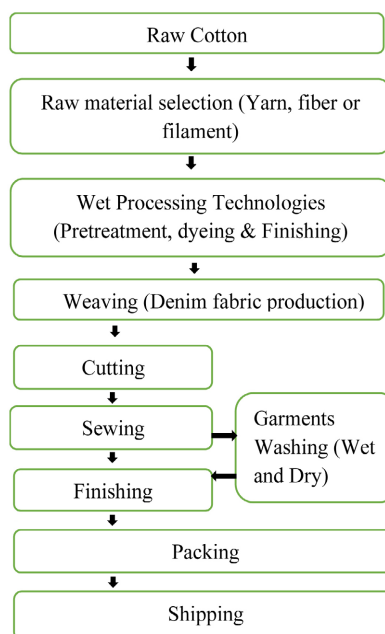 Raw Cotton
Raw material selection (Yarn, fiber or
filament)
Wet Processing Technologies
(Pretreatment, dyeing & Finishing)
Weaving (Denim fabric production)
Cutting
Sewing
Garments
Washing (Wet
and Dry)
Finishing
Packing
Shipping